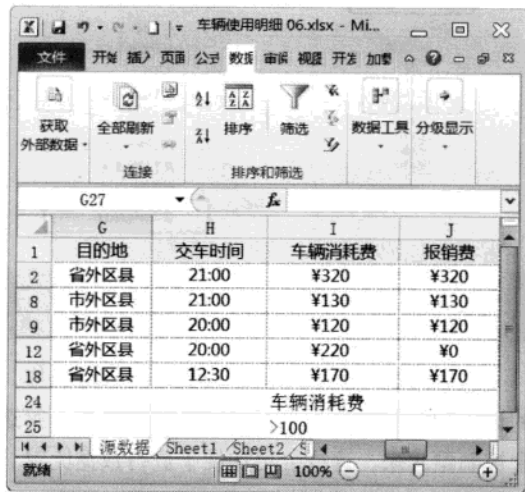 车辆使用明细 06.xlsx - Mi...
文件 开始 插入 页面 公式 数据 审阅 视图 开发 加载
获取 外部数据
全部刷新
排序
筛选
数据工具
分级显示
连接
排序和筛选
G27 fx
G H I J
1 目的地 交车时间 车辆消耗费 报销费
2 省外区县 21:00 ¥320 ¥320
8 市外区县 21:00 ¥130 ¥130
9 市外区县 20:00 ¥120 ¥120
12 省外区县 20:00 ¥220 ¥0
18 省外区县 12:30 ¥170 ¥170
24 车辆消耗费
25 >100
源数据 Sheet1 Sheet2
就绪 100%